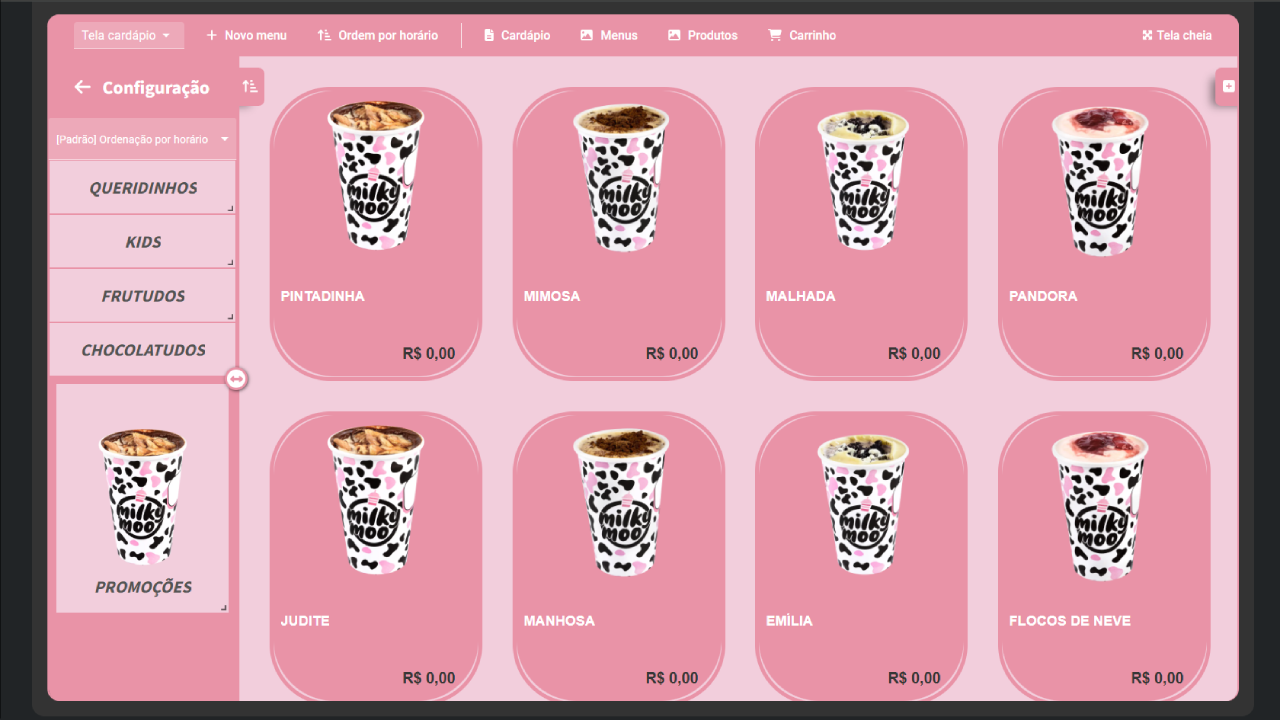 Tela cardápio
Novo menu
Ordem por horário
Cardápio
Menus
Produtos
Carrinho
Tela cheia
Configuração
[Padrão] Ordenação por horário
QUERIDINHOS
KIDS
FRUTUDOS
CHOCOLATUDOS
milky
moo
PROMOÇÕES
milky
moo
PINTADINHA
R$ 0,00
milky
moo
MIMOSA
R$ 0,00
milky
moo
MALHADA
R$ 0,00
milky
moo
PANDORA
R$ 0,00
milky
moo
JUDITE
R$ 0,00
milky
moo
MANHOSA
R$ 0,00
milky
moo
EMÌLIA
R$ 0,00
milky
moo
FLOCOS DE NEVE
R$ 0,00